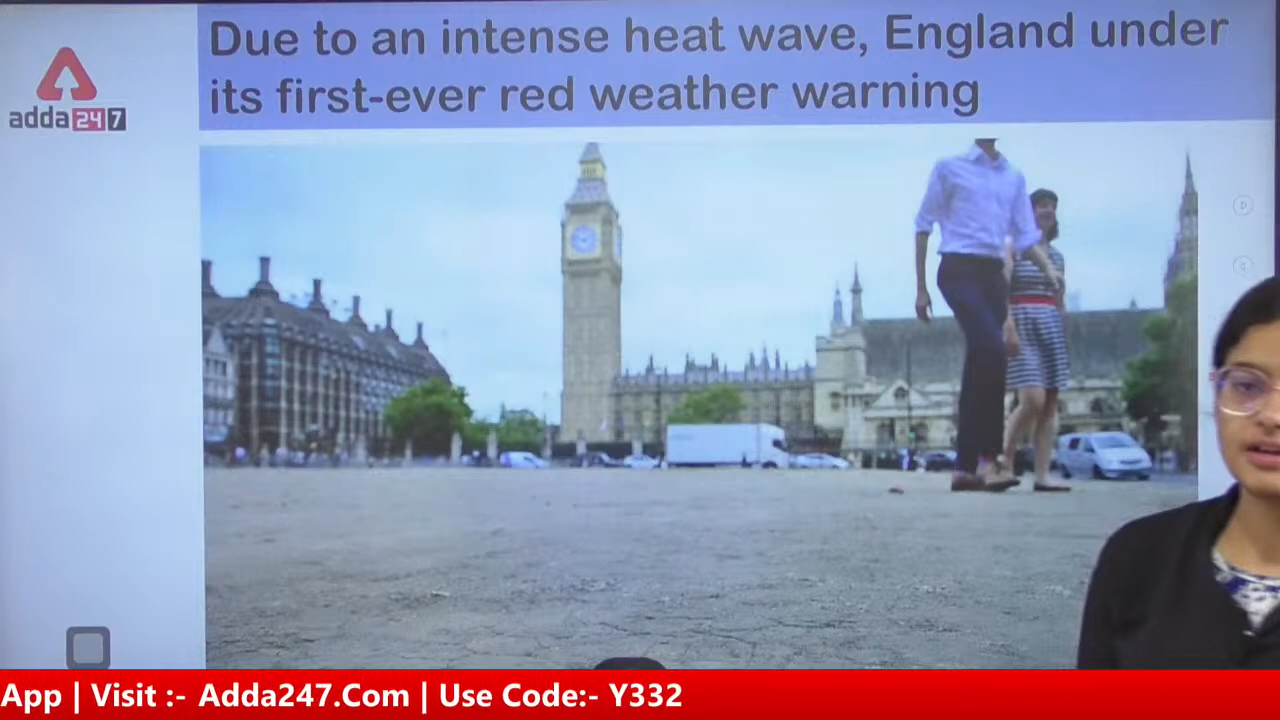 Due to an intense heat wave, England under
its first-ever red weather warning
adda247
App | Visit :- Adda247.Com | Use Code:- Y332